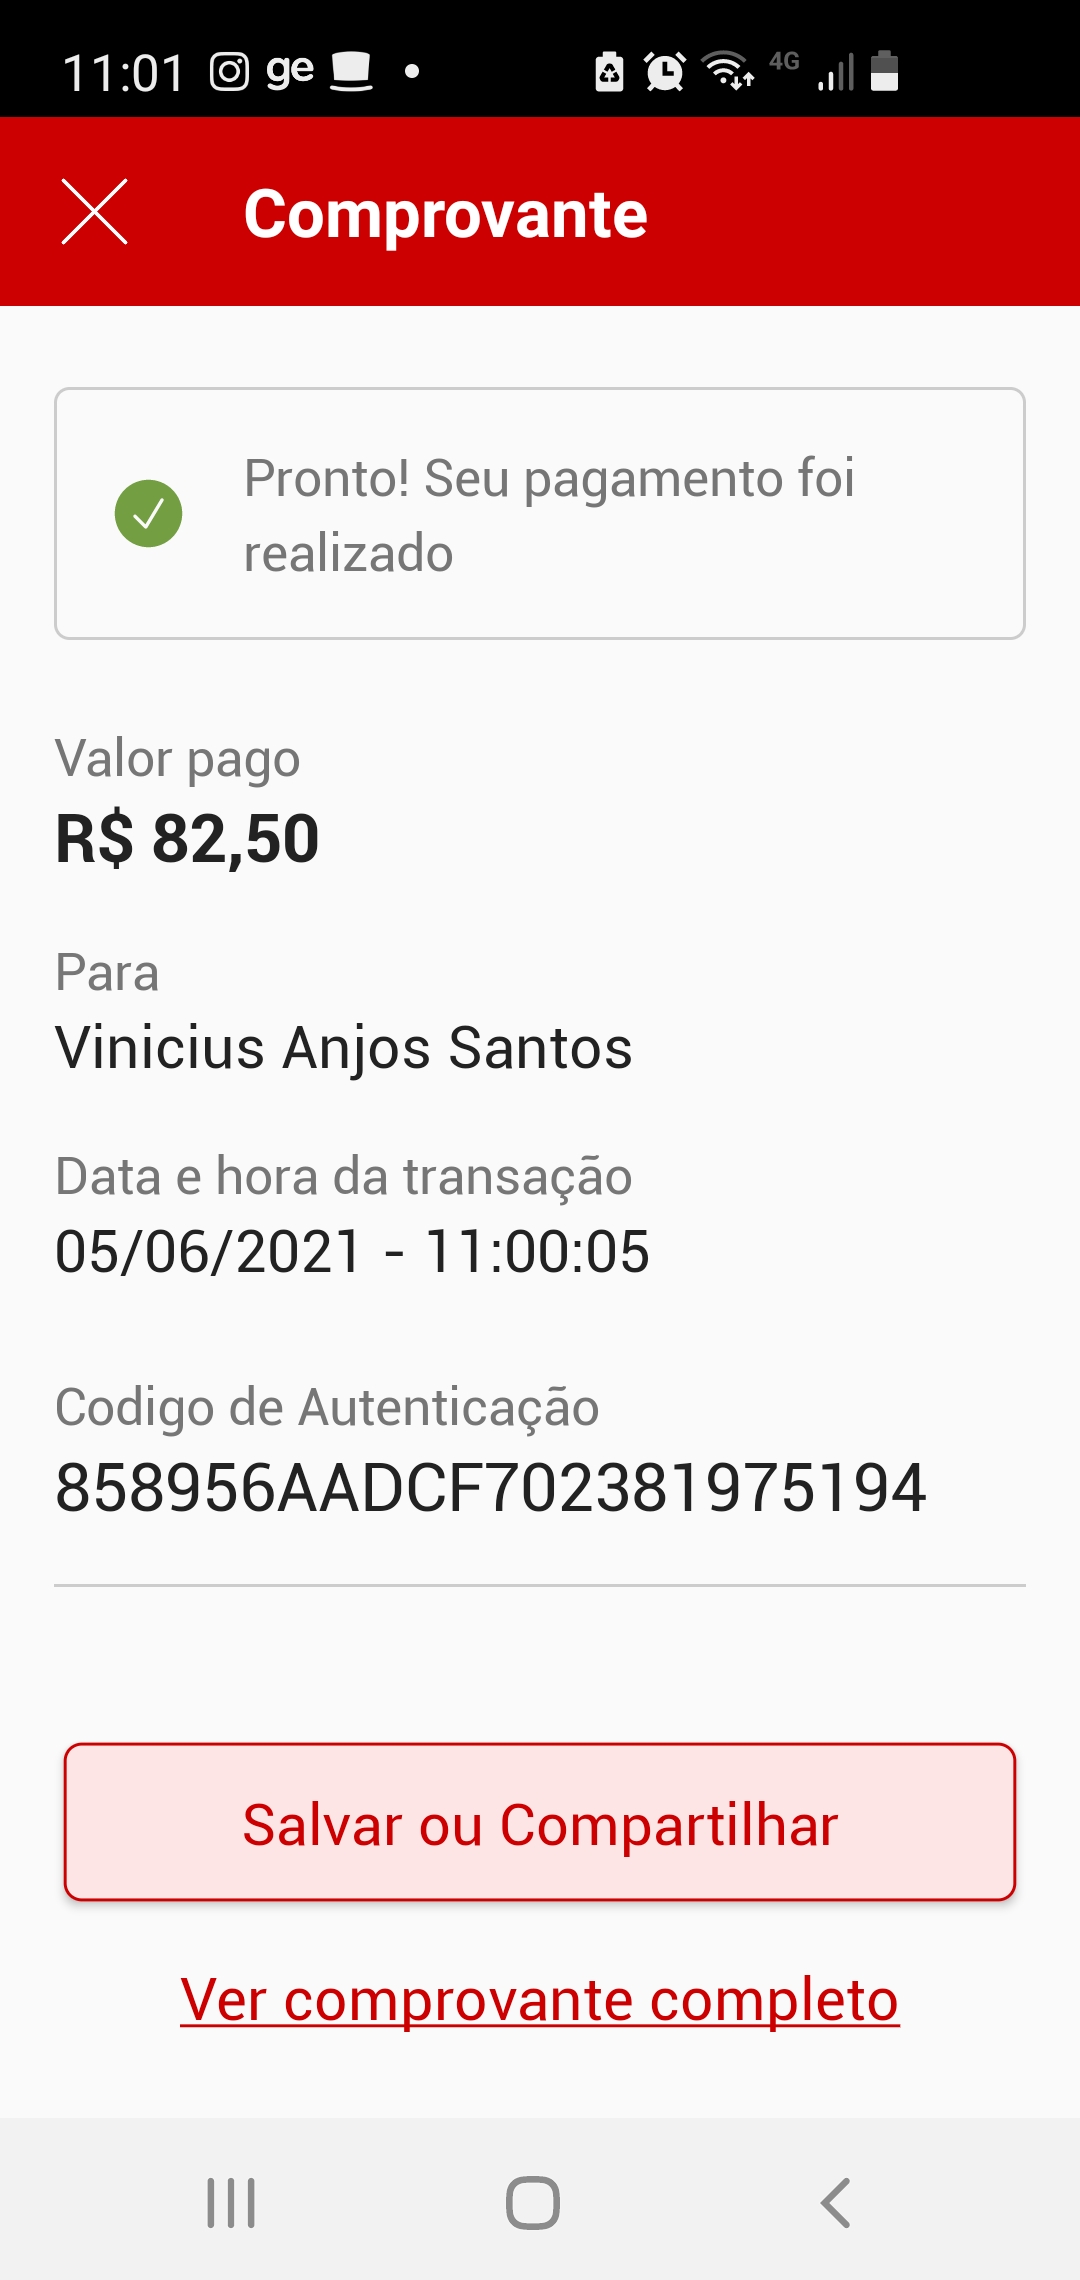 11:01 ge 4G
Comprovante
Pronto! Seu pagamento foi
realizado
Valor pago
R$ 82,50
Para
Vinicius Anjos Santos
Data e hora da transação
05/06/2021 - 11:00:05
Codigo de Autenticação
858956AADCF702381975194
Salvar ou Compartilhar
Ver comprovante completo